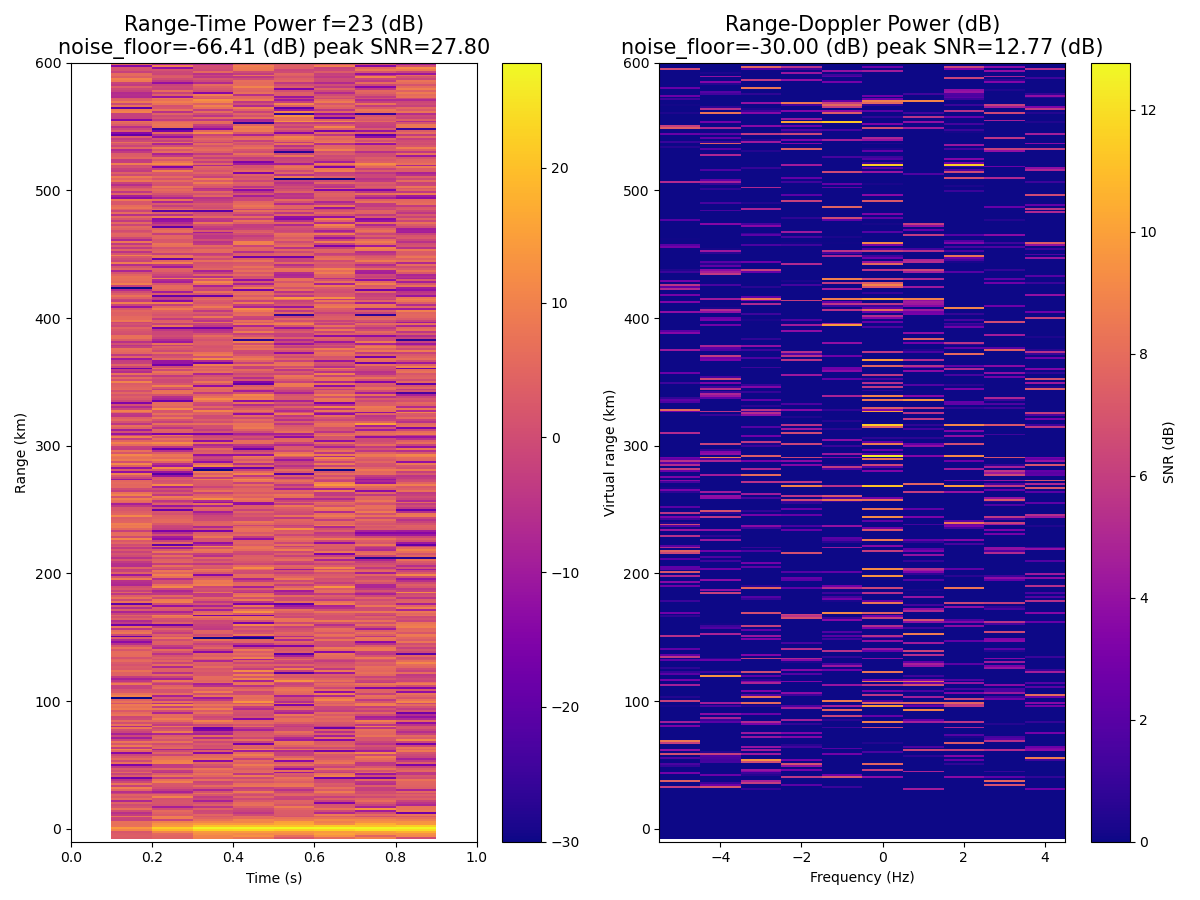 Range-Time Power f=23 (dB)
noise_floor=-66.41 (dB) peak SNR=27.80
600
500
400
300
200
100
0
Range (km)
0.0 0.2 0.4 0.6 0.8 1.0
Time (s)
20
10
0
−10
−20
−30
Range-Doppler Power (dB)
noise_floor=-30.00 (dB) peak SNR=12.77 (dB)
600
500
400
300
200
100
0
Virtual range (km)
−4 −2 0 2 4
Frequency (Hz)
12
10
8
6
4
2
0
SNR (dB)